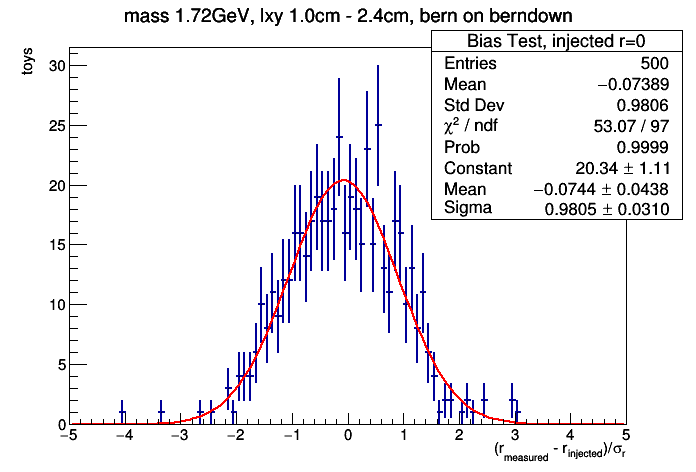 mass 1.72GeV, lxy 1.0cm - 2.4cm, bern on berndown
toys
Bias Test, injected r=0
Entries 500
Mean −0.07389
Std Dev 0.9806
χ² / ndf 53.07 / 97
Prob 0.9999
Constant 20.34 ± 1.11
Mean −0.0744 ± 0.0438
Sigma 0.9805 ± 0.0310
30
25
20
15
10
5
0
−5 −4 −3 −2 −1 0 1 2 3 4 5
(r_measured - r_injected)/σ_r